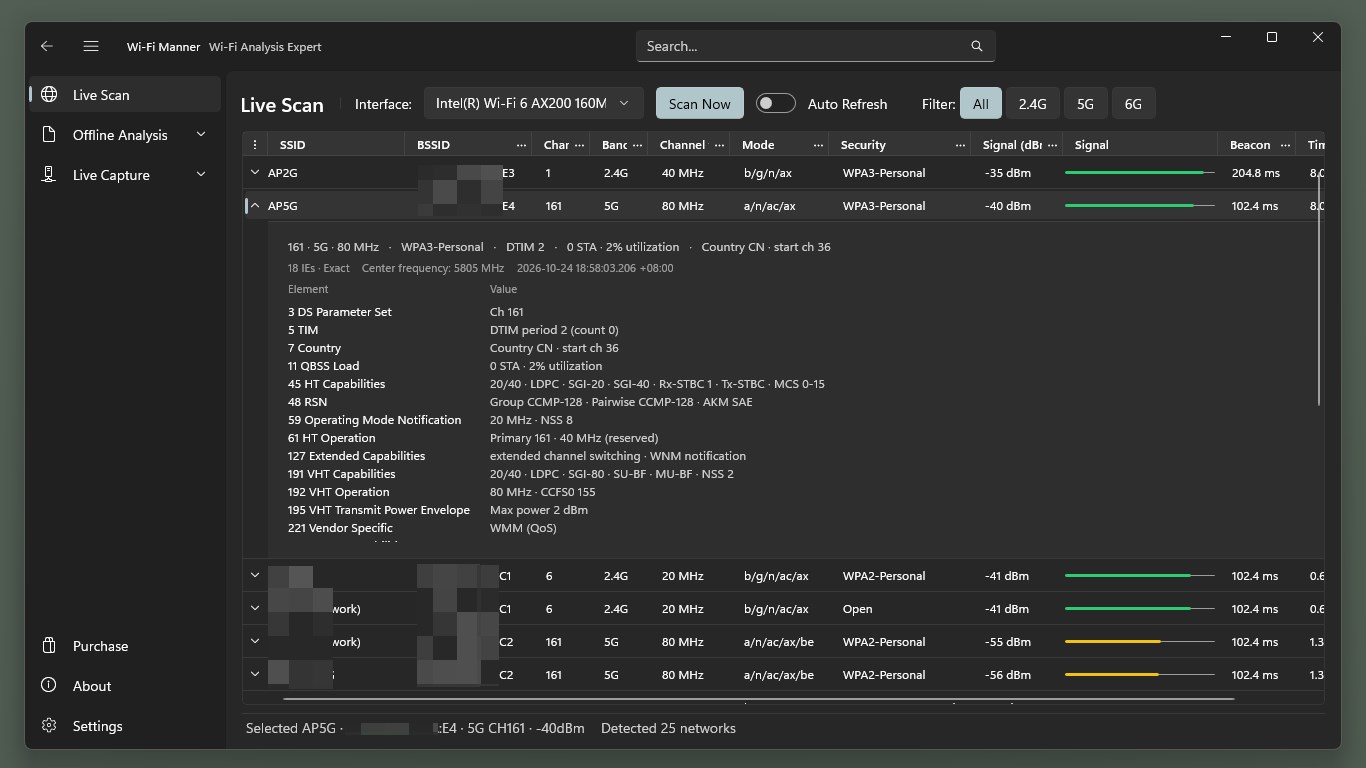 Wi-Fi Manner Wi-Fi Analysis Expert Search...
Live Scan
Offline Analysis
Live Capture
Purchase
About
Settings
Live Scan Interface: Intel(R) Wi-Fi 6 AX200 160M Scan Now Auto Refresh Filter: All 2.4G 5G 6G
SSID BSSID ... Char ... Banc ... Channel ... Mode ... Security ... Signal (dBr ... Signal Beacon ... Tin
AP2G E3 1 2.4G 40 MHz b/g/n/ax WPA3-Personal -35 dBm 204.8 ms 8.0
AP5G E4 161 5G 80 MHz a/n/ac/ax WPA3-Personal -40 dBm 102.4 ms 8.0
161 · 5G · 80 MHz · WPA3-Personal · DTIM 2 · 0 STA · 2% utilization · Country CN · start ch 36
18 IEs · Exact Center frequency: 5805 MHz 2026-10-24 18:58:03.206 +08:00
Element Value
3 DS Parameter Set Ch 161
5 TIM DTIM period 2 (count 0)
7 Country Country CN · start ch 36
11 QBSS Load 0 STA · 2% utilization
45 HT Capabilities 20/40 · LDPC · SGI-20 · SGI-40 · Rx-STBC 1 · Tx-STBC · MCS 0-15
48 RSN Group CCMP-128 · Pairwise CCMP-128 · AKM SAE
59 Operating Mode Notification 20 MHz · NSS 8
61 HT Operation Primary 161 · 40 MHz (reserved)
127 Extended Capabilities extended channel switching · WNM notification
191 VHT Capabilities 20/40 · LDPC · SGI-80 · SU-BF · MU-BF · NSS 2
192 VHT Operation 80 MHz · CCFS0 155
195 VHT Transmit Power Envelope Max power 2 dBm
221 Vendor Specific WMM (QoS)
C1 6 2.4G 20 MHz b/g/n/ac/ax WPA2-Personal -41 dBm 102.4 ms 0.6
work) C1 6 2.4G 20 MHz b/g/n/ac/ax Open -41 dBm 102.4 ms 0.6
work) C2 161 5G 80 MHz a/n/ac/ax/be WPA2-Personal -55 dBm 102.4 ms 1.3
C2 161 5G 80 MHz a/n/ac/ax/be WPA2-Personal -56 dBm 102.4 ms 1.3
Selected AP5G · :E4 · 5G CH161 · -40dBm Detected 25 networks